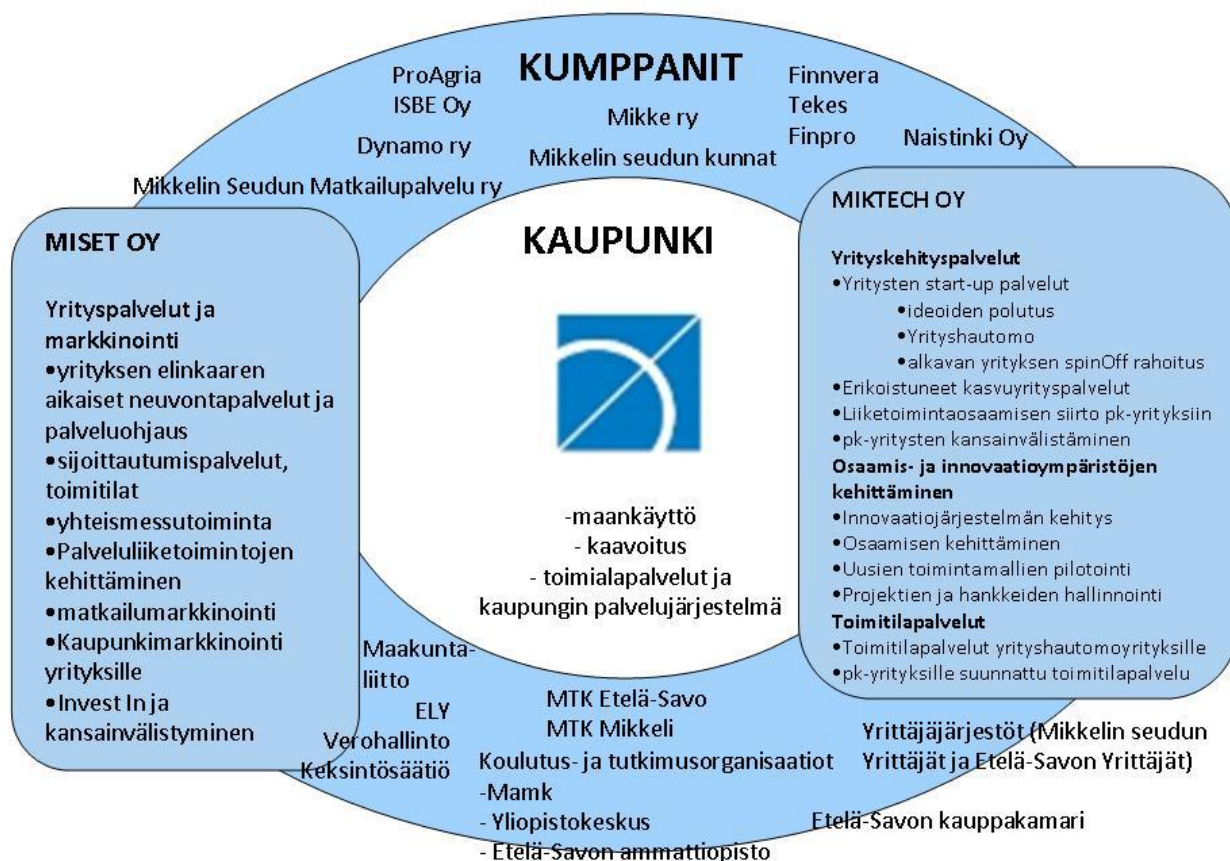 KUMPPANIT
ProAgria
ISBE Oy
Dynamo ry
Mikkelin Seudun Matkailupalvelu ry
Mikke ry
Mikkelin seudun kunnat
Finnvera
Tekes
Finpro
Naistinki Oy
MISET OY
Yrityspalvelut ja
markkinointi
•yrityksen elinkaaren
aikaiset neuvontapalvelut ja
palveluohjaus
•sijoittautumispalvelut,
toimitilat
•yhteismessutoiminta
•Palveluliiketoimintojen
kehittäminen
•matkailumarkkinointi
•Kaupunkimarkkinointi
yrityksille
•Invest In ja
kansainvälistyminen
KAUPUNKI
-maankäyttö
- kaavoitus
- toimialapalvelut ja
kaupungin palvelujärjestelmä
MIKTECH OY
Yrityskehityspalvelut
•Yritysten start-up palvelut
•ideoiden polutus
•Yrityshautomo
•alkavan yrityksen spinOff rahoitus
•Erikoistuneet kasvuyrityspalvelut
•Liiketoimintaosaamisen siirto pk-yrityksiin
•pk-yritysten kansainvälistäminen
Osaamis- ja innovaatioympäristöjen
kehittäminen
•Innovaatiojärjestelmän kehitys
•Osaamisen kehittäminen
•Uusien toimintamallien pilotointi
•Projektien ja hankkeiden hallinnointi
Toimitilapalvelut
•Toimitilapalvelut yrityshautomoyrityksille
•pk-yrityksille suunnattu toimitilapalvelu
Maakunta-
liitto
ELY
Verohallinto
Keksintösäätiö
MTK Etelä-Savo
MTK Mikkeli
Koulutus- ja tutkimusorganisaatiot
-Mamk
- Yliopistokeskus
- Etelä-Savon ammattiopisto
Yrittäjäjärjestöt (Mikkelin seudun
Yrittäjät ja Etelä-Savon Yrittäjät)
Etelä-Savon kauppakamari